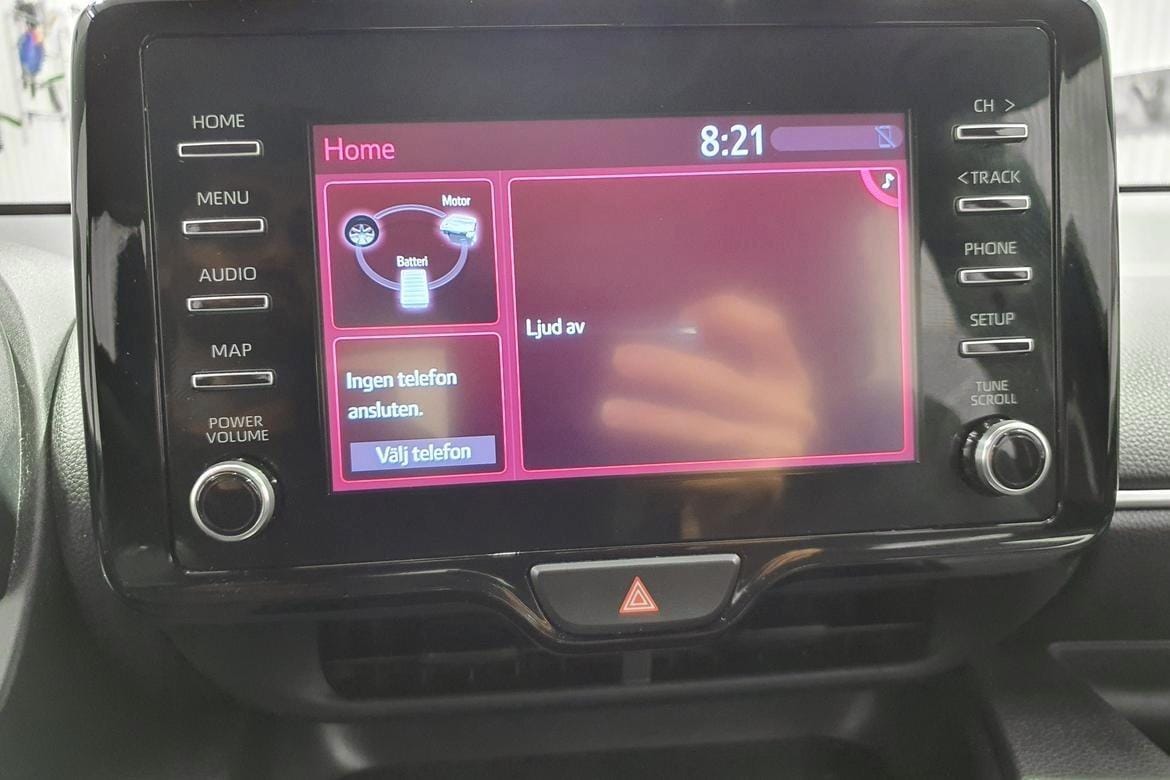 HOME
MENU
AUDIO
MAP
POWER
VOLUME
Home
8:21
Motor
Batteri
Ingen telefon
ansluten.
Välj telefon
Ljud av
CH >
<TRACK
PHONE
SETUP
TUNE
SCROLL